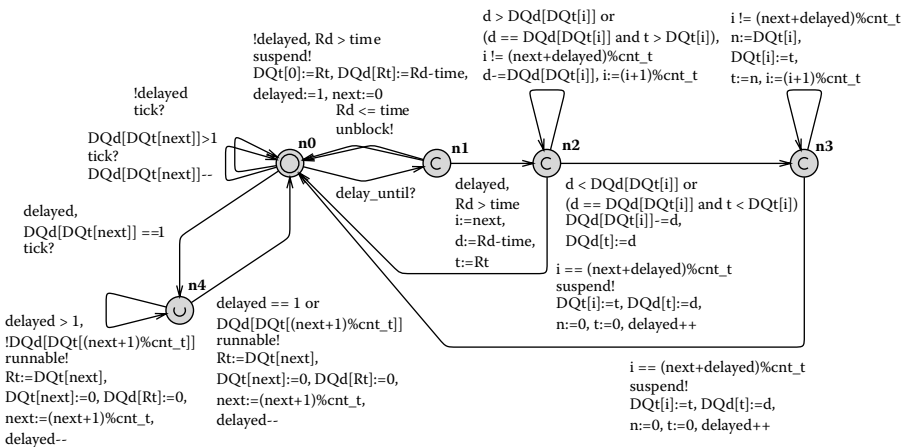 !delayed, Rd > time
suspend!
DQt[0]:=Rt, DQd[Rt]:=Rd-time,
delayed:=1, next:=0
d > DQd[DQt[i]] or
(d == DQd[DQt[i]] and t > DQt[i]),
i != (next+delayed)%cnt_t
d-=DQd[DQt[i]], i:=(i+1)%cnt_t
i != (next+delayed)%cnt_t
n:=DQt[i],
DQt[i]:=t,
t:=n, i:=(i+1)%cnt_t
!delayed
tick?
DQd[DQt[next]]>1
tick?
DQd[DQt[next]]--
Rd <= time
unblock!
n0
n1
n2
n3
C
C
C
delay_until?
delayed,
Rd > time
i:=next,
d:=Rd-time,
t:=Rt
d < DQd[DQt[i]] or
(d == DQd[DQt[i]] and t < DQt[i])
DQd[DQt[i]]-=d,
DQd[t]:=d
delayed,
DQd[DQt[next]] ==1
tick?
n4
U
i == (next+delayed)%cnt_t
suspend!
DQt[i]:=t, DQd[t]:=d,
n:=0, t:=0, delayed++
delayed > 1,
!DQd[DQt[(next+1)%cnt_t]]
runnable!
Rt:=DQt[next],
DQt[next]:=0, DQd[Rt]:=0,
next:=(next+1)%cnt_t,
delayed--
delayed == 1 or
DQd[DQt[(next+1)%cnt_t]]
runnable!
Rt:=DQt[next],
DQt[next]:=0, DQd[Rt]:=0,
next:=(next+1)%cnt_t,
delayed--
i == (next+delayed)%cnt_t
suspend!
DQt[i]:=t, DQd[t]:=d,
n:=0, t:=0, delayed++